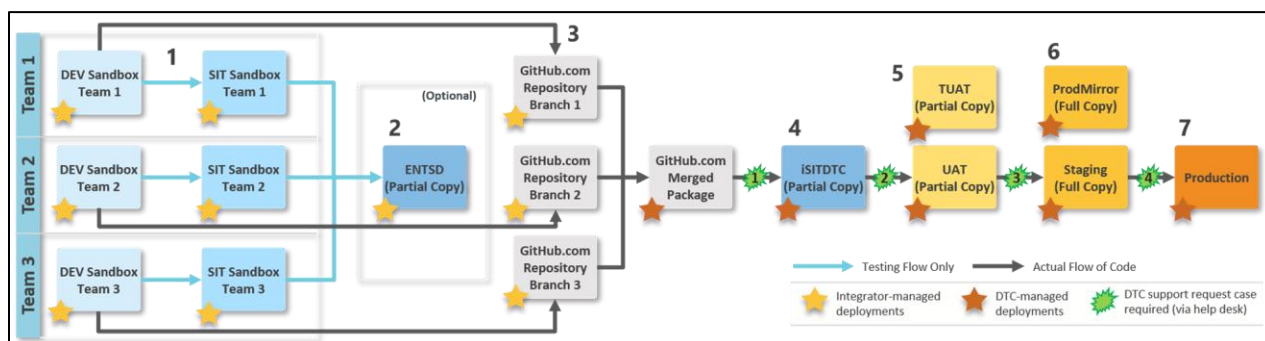 Team 1
Team 2
Team 3
1
DEV Sandbox
Team 1
SIT Sandbox
Team 1
DEV Sandbox
Team 2
SIT Sandbox
Team 2
DEV Sandbox
Team 3
SIT Sandbox
Team 3
(Optional)
2
ENTSD
(Partial Copy)
3
GitHub.com
Repository
Branch 1
GitHub.com
Repository
Branch 2
GitHub.com
Repository
Branch 3
GitHub.com
Merged
Package
1
4
iSITDTC
(Partial Copy)
2
5
TUAT
(Partial Copy)
UAT
(Partial Copy)
3
6
ProdMirror
(Full Copy)
Staging
(Full Copy)
4
7
Production
Testing Flow Only
Actual Flow of Code
Integrator-managed
deployments
DTC-managed
deployments
DTC support request case
required (via help desk)